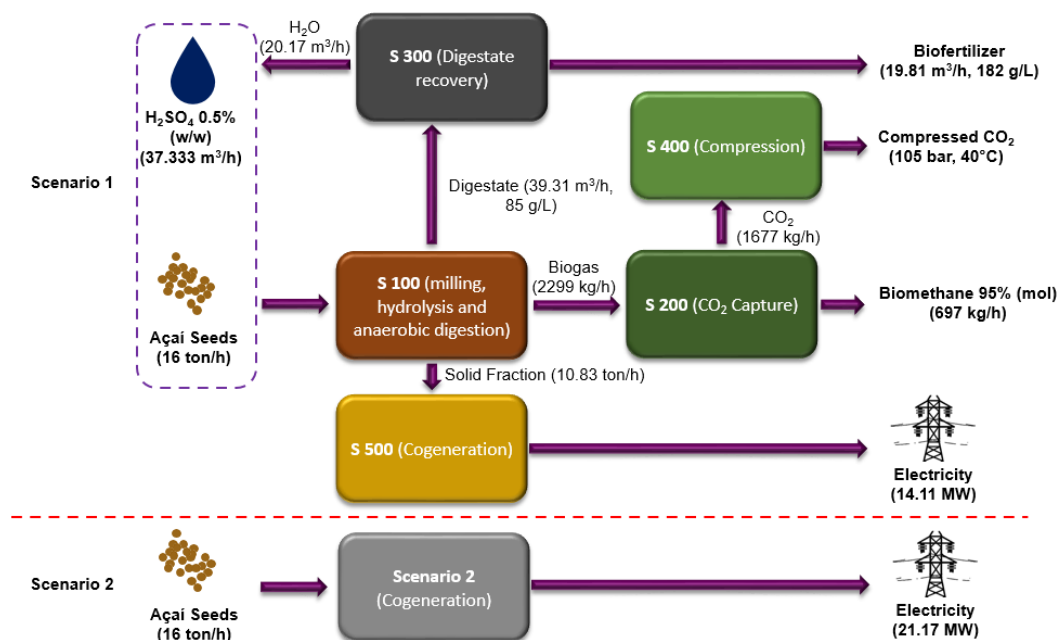 H₂O
(20.17 m³/h)
S 300 (Digestate
recovery)
Biofertilizer
(19.81 m³/h, 182 g/L)
H₂SO₄ 0.5%
(w/w)
(37.333 m³/h)
S 400 (Compression)
Compressed CO₂
(105 bar, 40°C)
Scenario 1
Digestate (39.31 m³/h,
85 g/L)
CO₂
(1677 kg/h)
Açaí Seeds
(16 ton/h)
S 100 (milling,
hydrolysis and
anaerobic digestion)
Biogas
(2299 kg/h)
S 200 (CO₂ Capture)
Biomethane 95% (mol)
(697 kg/h)
Solid Fraction (10.83 ton/h)
S 500 (Cogeneration)
Electricity
(14.11 MW)
Scenario 2
Açaí Seeds
(16 ton/h)
Scenario 2
(Cogeneration)
Electricity
(21.17 MW)